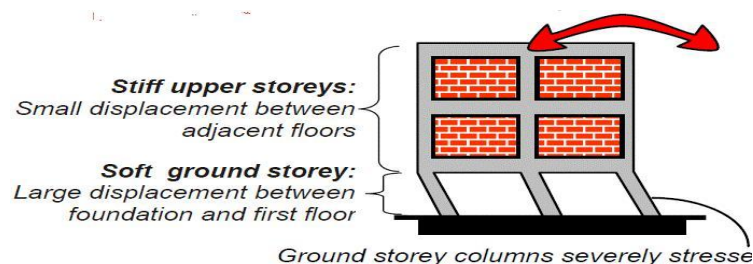 Stiff upper storeys:
Small displacement between
adjacent floors
Soft ground storey:
Large displacement between
foundation and first floor
Ground storey columns severely stresse